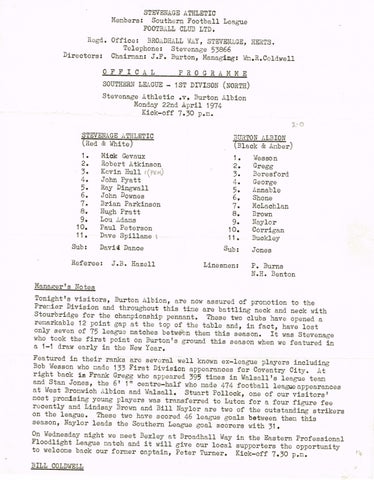 STEVENAGE ATHLETIC
Members: Southern Football League
FOOTBALL CLUB LTD.
Regd. Office: BROADHALL WAY, STEVENAGE, HERTS.
Telephone: Stevenage 53866
Directors: Chairman: J.F. Burton, Managing: Wm.R.Coldwell
OFFICAL PROGRAMME
SOUTHERN LEAGUE - 1ST DIVISON (NORTH)
Stevenage Athletic .v. Burton Albion
Monday 22nd April 1974
Kick-off 7.30 p.m.
STEVENAGE ATHLETIC BURTON ALBION
(Red & White) (Black & Amber)
1. Mick Gevaux 1. Wesson
2. Robert Atkinson 2. Gregg
3. Kevin Hull 1(PEN) 3. Beresford
4. John Pyatt 4. George
5. Ray Dingwall 5. Annable
6. John Downes 6. Shone
7. Brian Parkinson 7. McLachlan
8. Hugh Pratt 8. Brown
9. Lou Adams 9. Naylor
10. Paul Peterson 10. Corrigan
11. Dave Spillane 11. Buckley
Sub: David Dance Sub: Jones
Referee: J.B. Hazell Linesmen: P. Burns
N.H. Benton
Manager's Notes
Tonight's visitors, Burton Albion, are now assured of promotion to the
Premier Division and throughout this time are battling neck and neck with
Stourbridge for the championship pennant. These two clubs have opened a
remarkable 12 point gap at the top of the table and, in fact, have lost
only seven of 75 league matches between them this season. It was Stevenage
who took the first point on Burton's ground this season when we featured in
a 1-1 draw early in the New Year.
Featured in their ranks are several well known ex-league players including
Bob Wesson who made 133 First Division appearances for Coventry City. At
right back is Frank Gregg who appeared 395 times in Walsall's league team
and Stan Jones, the 6' 1" centre-half who made 474 football league appearances
at West Bromwich Albion and Walsall. Stuart Pollock, one of our visitors'
most promising young players was transferred to Luton for a four figure fee
recently and Lindsay Brown and Bill Naylor are two of the outstanding strikers
on the league. These two have scored 46 league goals between them this
season, Naylor leads the Southern League goal scorers with 31.
On Wednesday night we meet Bexley at Broadhall Way in the Eastern Professional
Floodlight League match and it will give our local supporters the opportunity
to welcome back our former captain, Peter Turner. Kick-off 7.30 p.m.
BILL COLDWELL